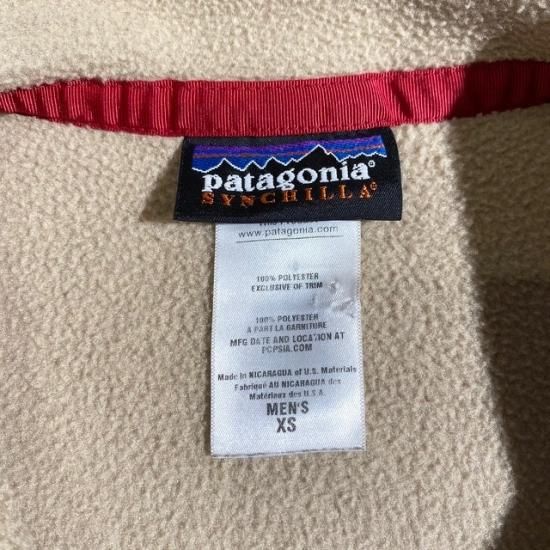 patagonia®
SYNCHILLA®
www.patagonia.com
100% POLYESTER
EXCLUSIVE OF TRIM
100% POLYESTER
A PART LA GARNITURE
MFG DATE AND LOCATION AT
PCPSIA.COM
Made in NICARAGUA of U.S. Materials
Fabriqué AU NICARAGUA des
Matériaux des U.S.A.
MEN'S
XS